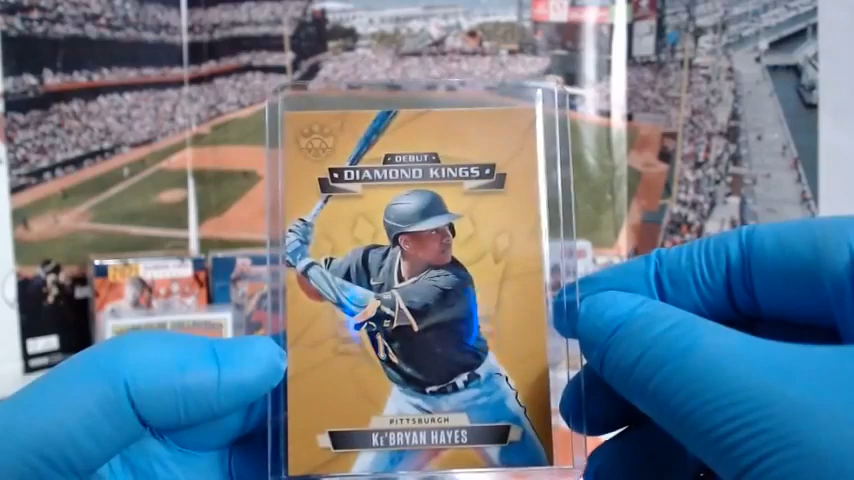 DEBUT
DIAMOND KINGS
PITTSBURGH
KE'BRYAN HAYES